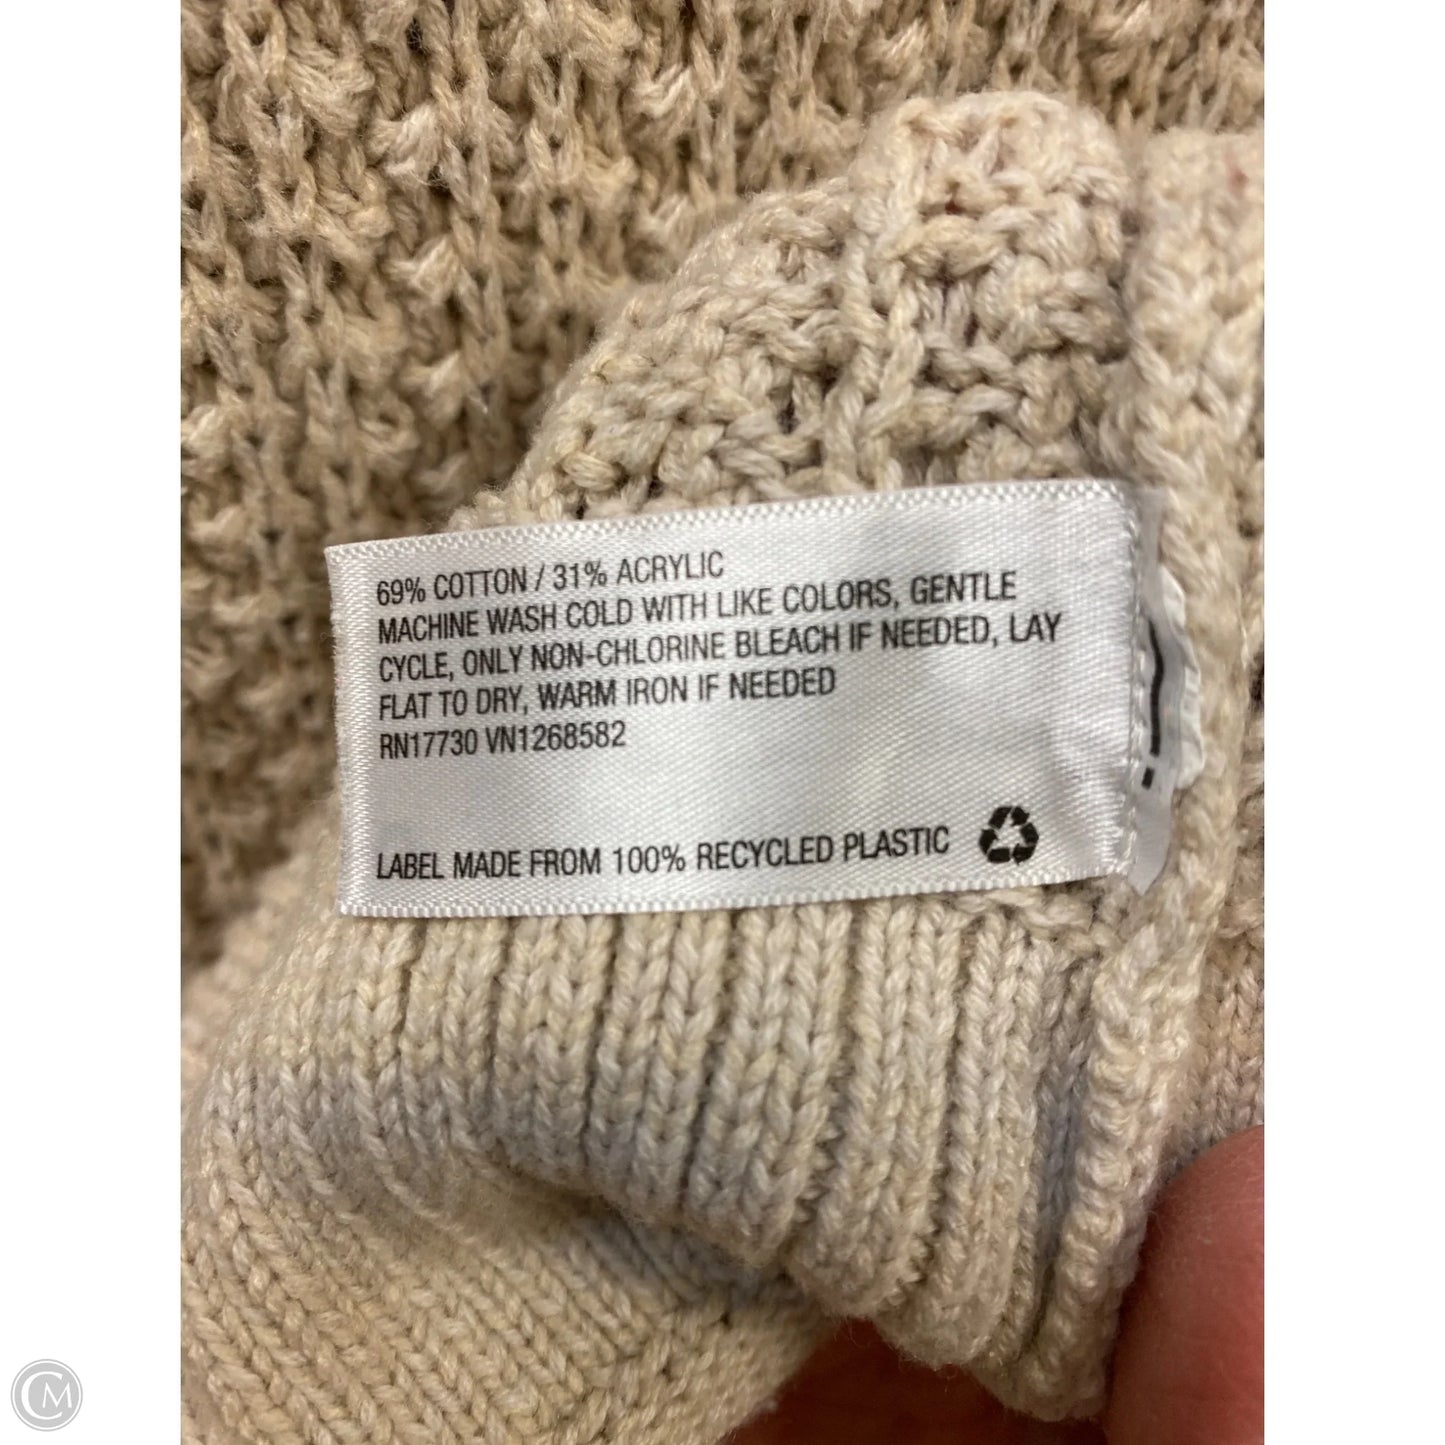 69% COTTON / 31% ACRYLIC
MACHINE WASH COLD WITH LIKE COLORS, GENTLE
CYCLE, ONLY NON-CHLORINE BLEACH IF NEEDED, LAY
FLAT TO DRY, WARM IRON IF NEEDED
RN17730 VN1268582
LABEL MADE FROM 100% RECYCLED PLASTIC
CM